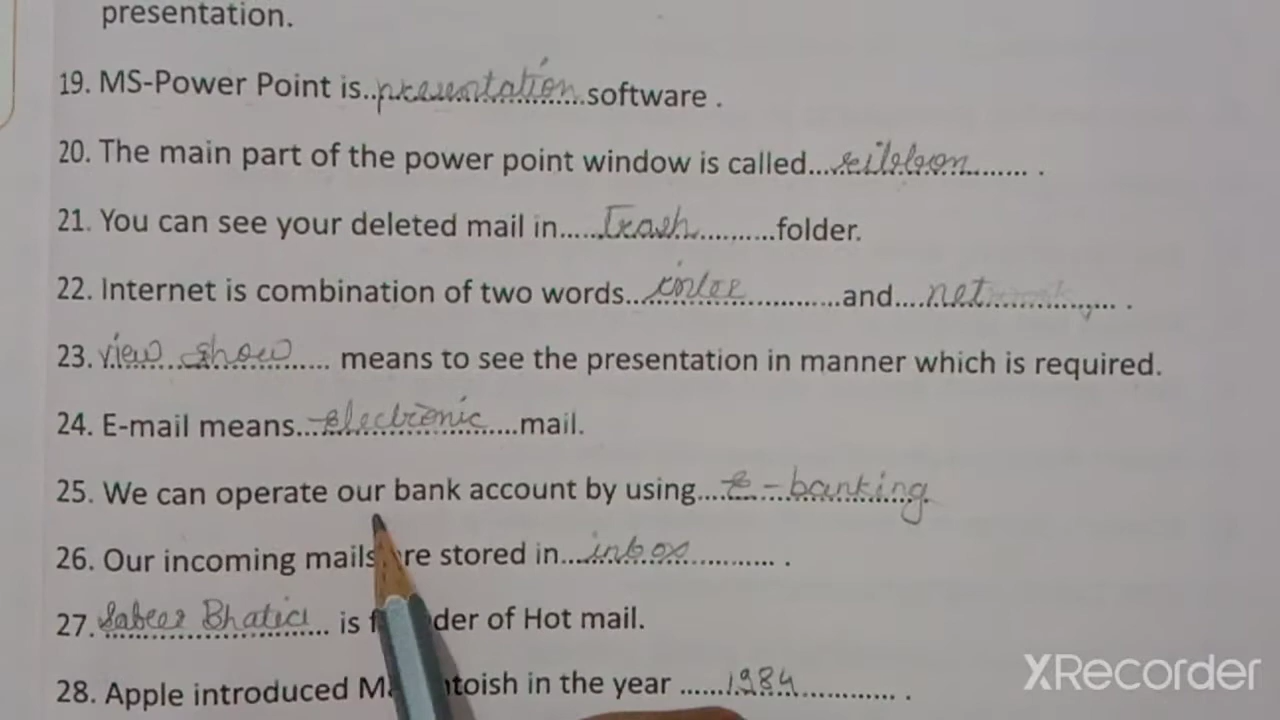 presentation.
19. MS-Power Point is..presentation.software .
20. The main part of the power point window is called............ .
21. You can see your deleted mail in......Trash............folder.
22. Internet is combination of two words...inter............and....net............ .
23. view show.......... means to see the presentation in manner which is required.
24. E-mail means...electronic......mail.
25. We can operate our bank account by using....e-banking
26. Our incoming mails are stored in....inbox............ .
27. Sabeer Bhatia ..... is f der of Hot mail.
28. Apple introduced M ntoish in the year ......1984............ .
XRecorder